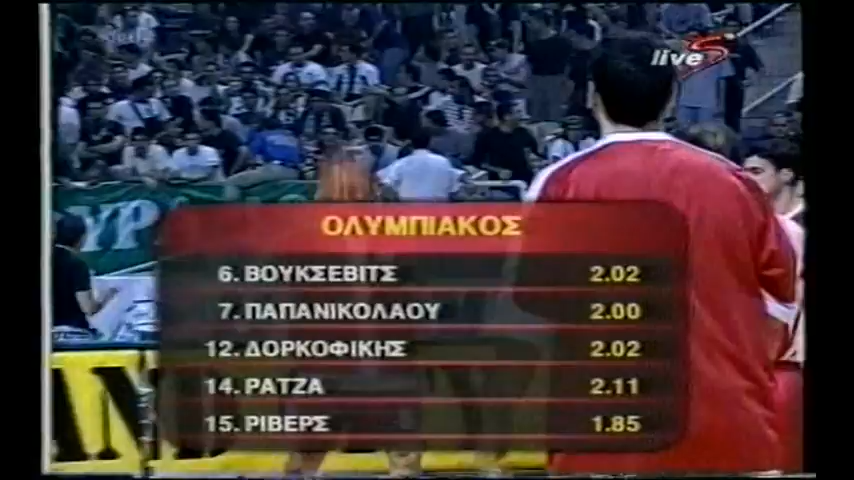 live S
ΥΡ
ΟΛΥΜΠΙΑΚΟΣ
6. ΒΟΥΚΣΕΒΙΤΣ 2.02
7. ΠΑΠΑΝΙΚΟΛΑΟΥ 2.00
12. ΔΟΡΚΟΦΙΚΗΣ 2.02
14. ΡΑΤΖΑ 2.11
15. ΡΙΒΕΡΣ 1.85